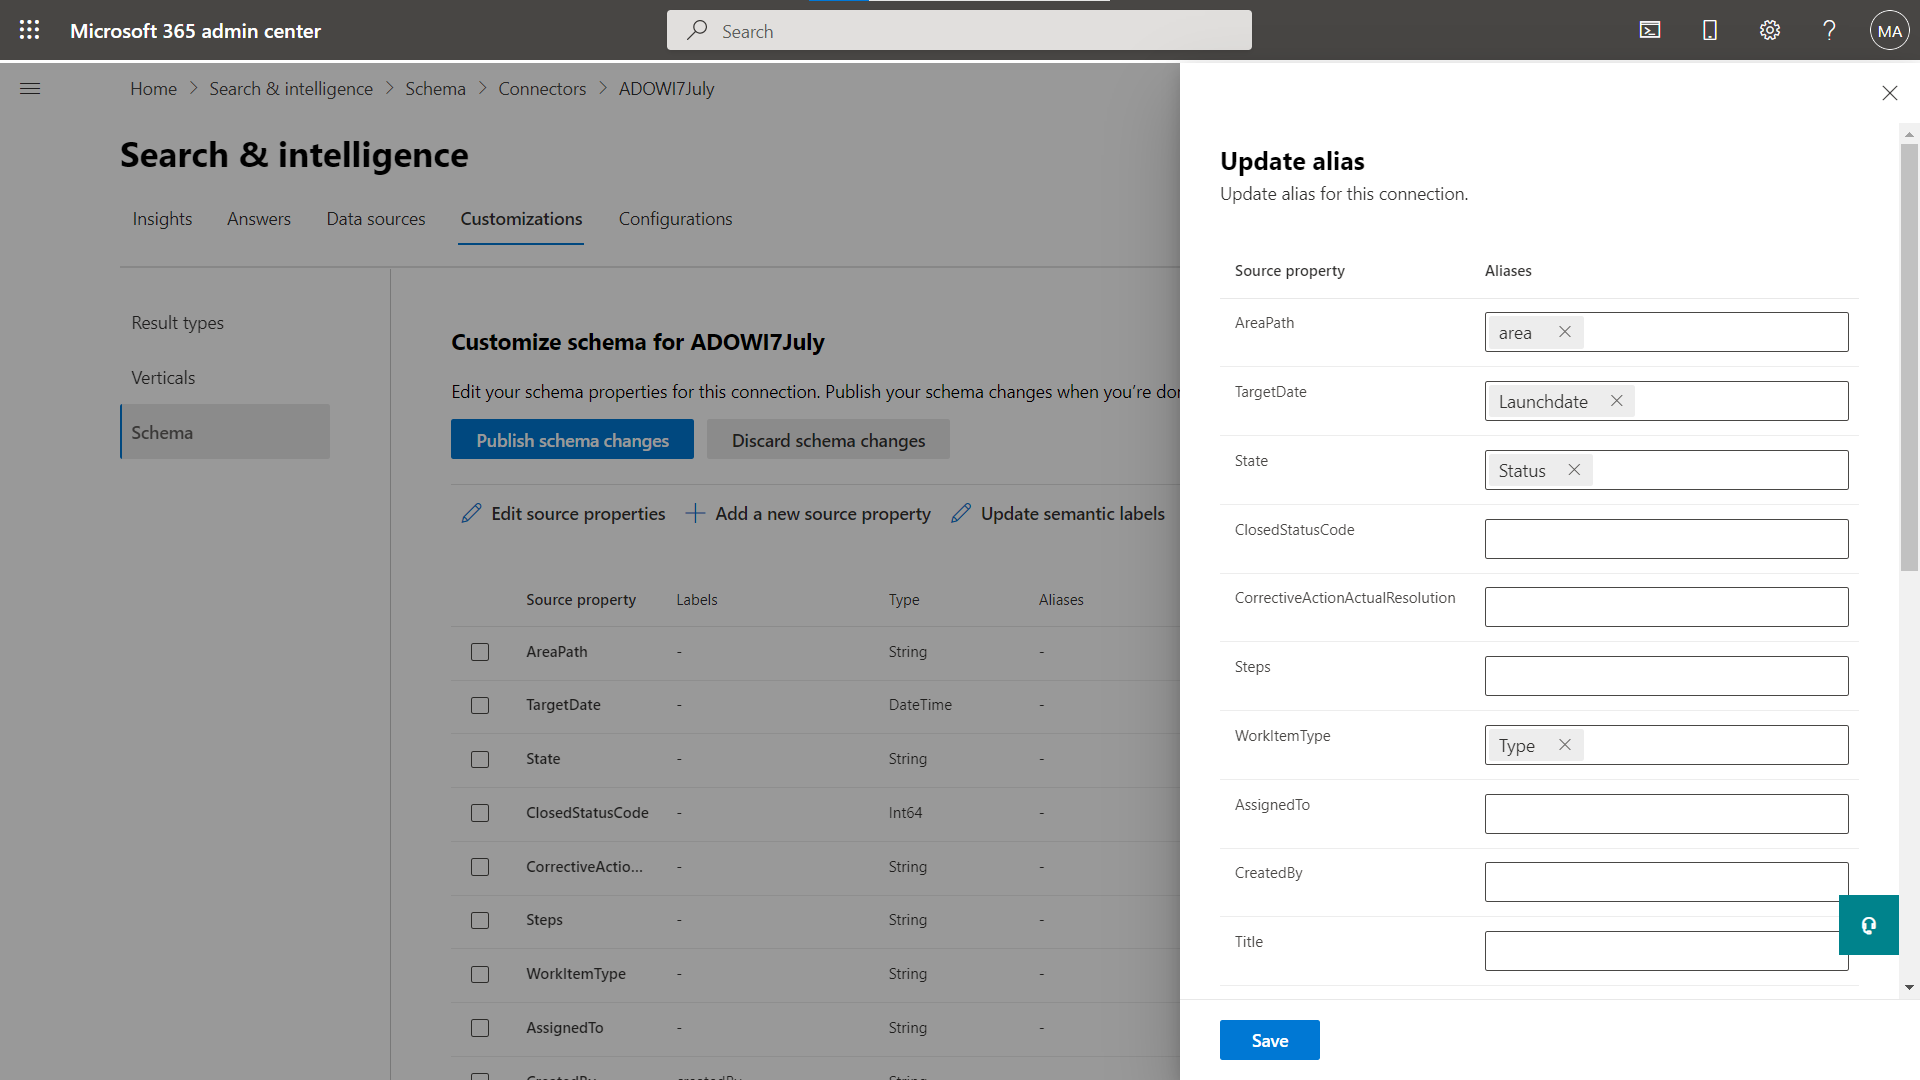 Microsoft 365 admin center
Search
MA
Home
Search & intelligence
Schema
Connectors
ADOWI7July
Search & intelligence
Insights
Answers
Data sources
Customizations
Configurations
Result types
Verticals
Schema
Customize schema for ADOWI7July
Edit your schema properties for this connection. Publish your schema changes when you're
Publish schema changes
Discard schema changes
Edit source properties
Add a new source property
Update semantic labels
Source property Labels Type Aliases
AreaPath - String -
TargetDate - DateTime -
State - String -
ClosedStatusCode - Int64 -
CorrectiveActio... - String -
Steps - String -
WorkItemType - String -
AssignedTo - String -
CreatedBy createdBy String
Update alias
Update alias for this connection.
Source property Aliases
AreaPath area
TargetDate Launchdate
State Status
ClosedStatusCode
CorrectiveActionActualResolution
Steps
WorkItemType Type
AssignedTo
CreatedBy
Title
Save